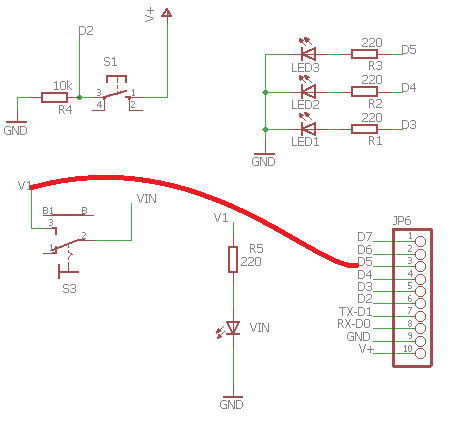 D2
V+
S1
10k
R4
3
4
1
2
GND
220
D5
LED3
R3
220
D4
LED2
R2
220
D3
LED1
R1
GND
V1
B1
B
VIN
3
2
1
S3
V1
R5
220
VIN
GND
JP6
D7 1
D6 2
D5 3
D4 4
D3 5
D2 6
TX-D1 7
RX-D0 8
GND 9
V+ 10